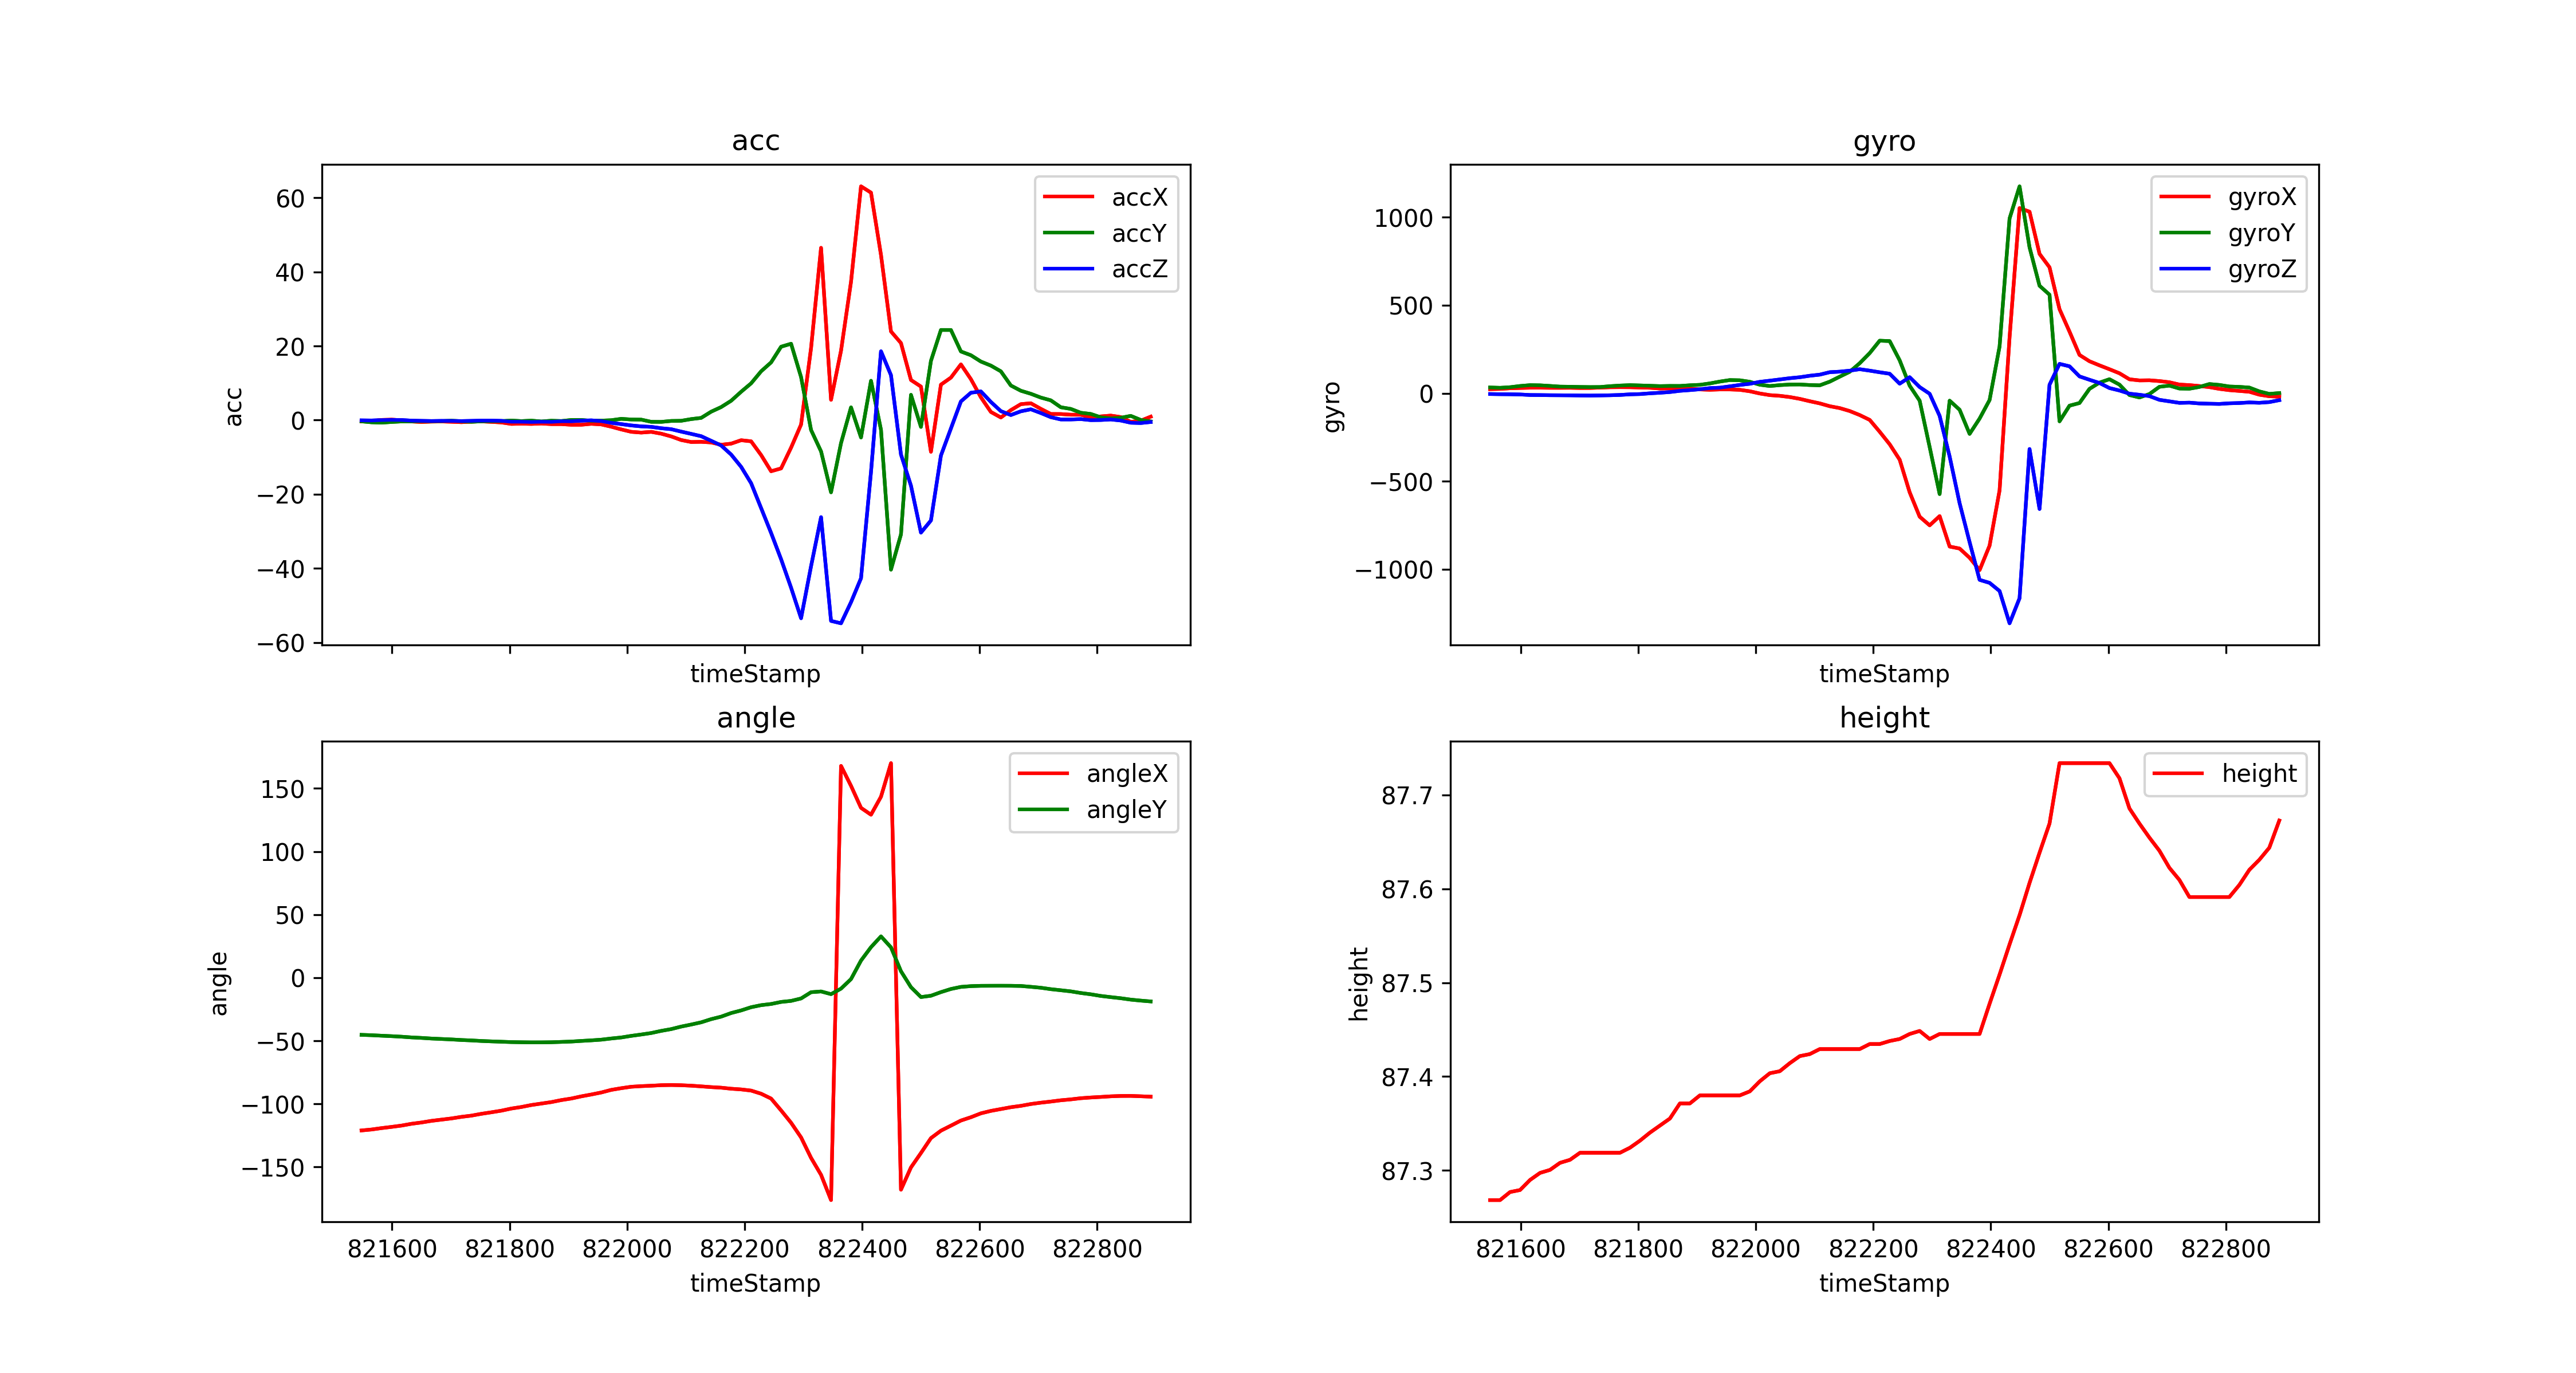 acc
60
40
20
0
−20
−40
−60
acc
accX
accY
accZ
timeStamp
gyro
1000
500
0
−500
−1000
gyro
gyroX
gyroY
gyroZ
timeStamp
angle
150
100
50
0
−50
−100
−150
angle
angleX
angleY
821600 821800 822000 822200 822400 822600 822800
timeStamp
height
87.7
87.6
87.5
87.4
87.3
height
height
821600 821800 822000 822200 822400 822600 822800
timeStamp